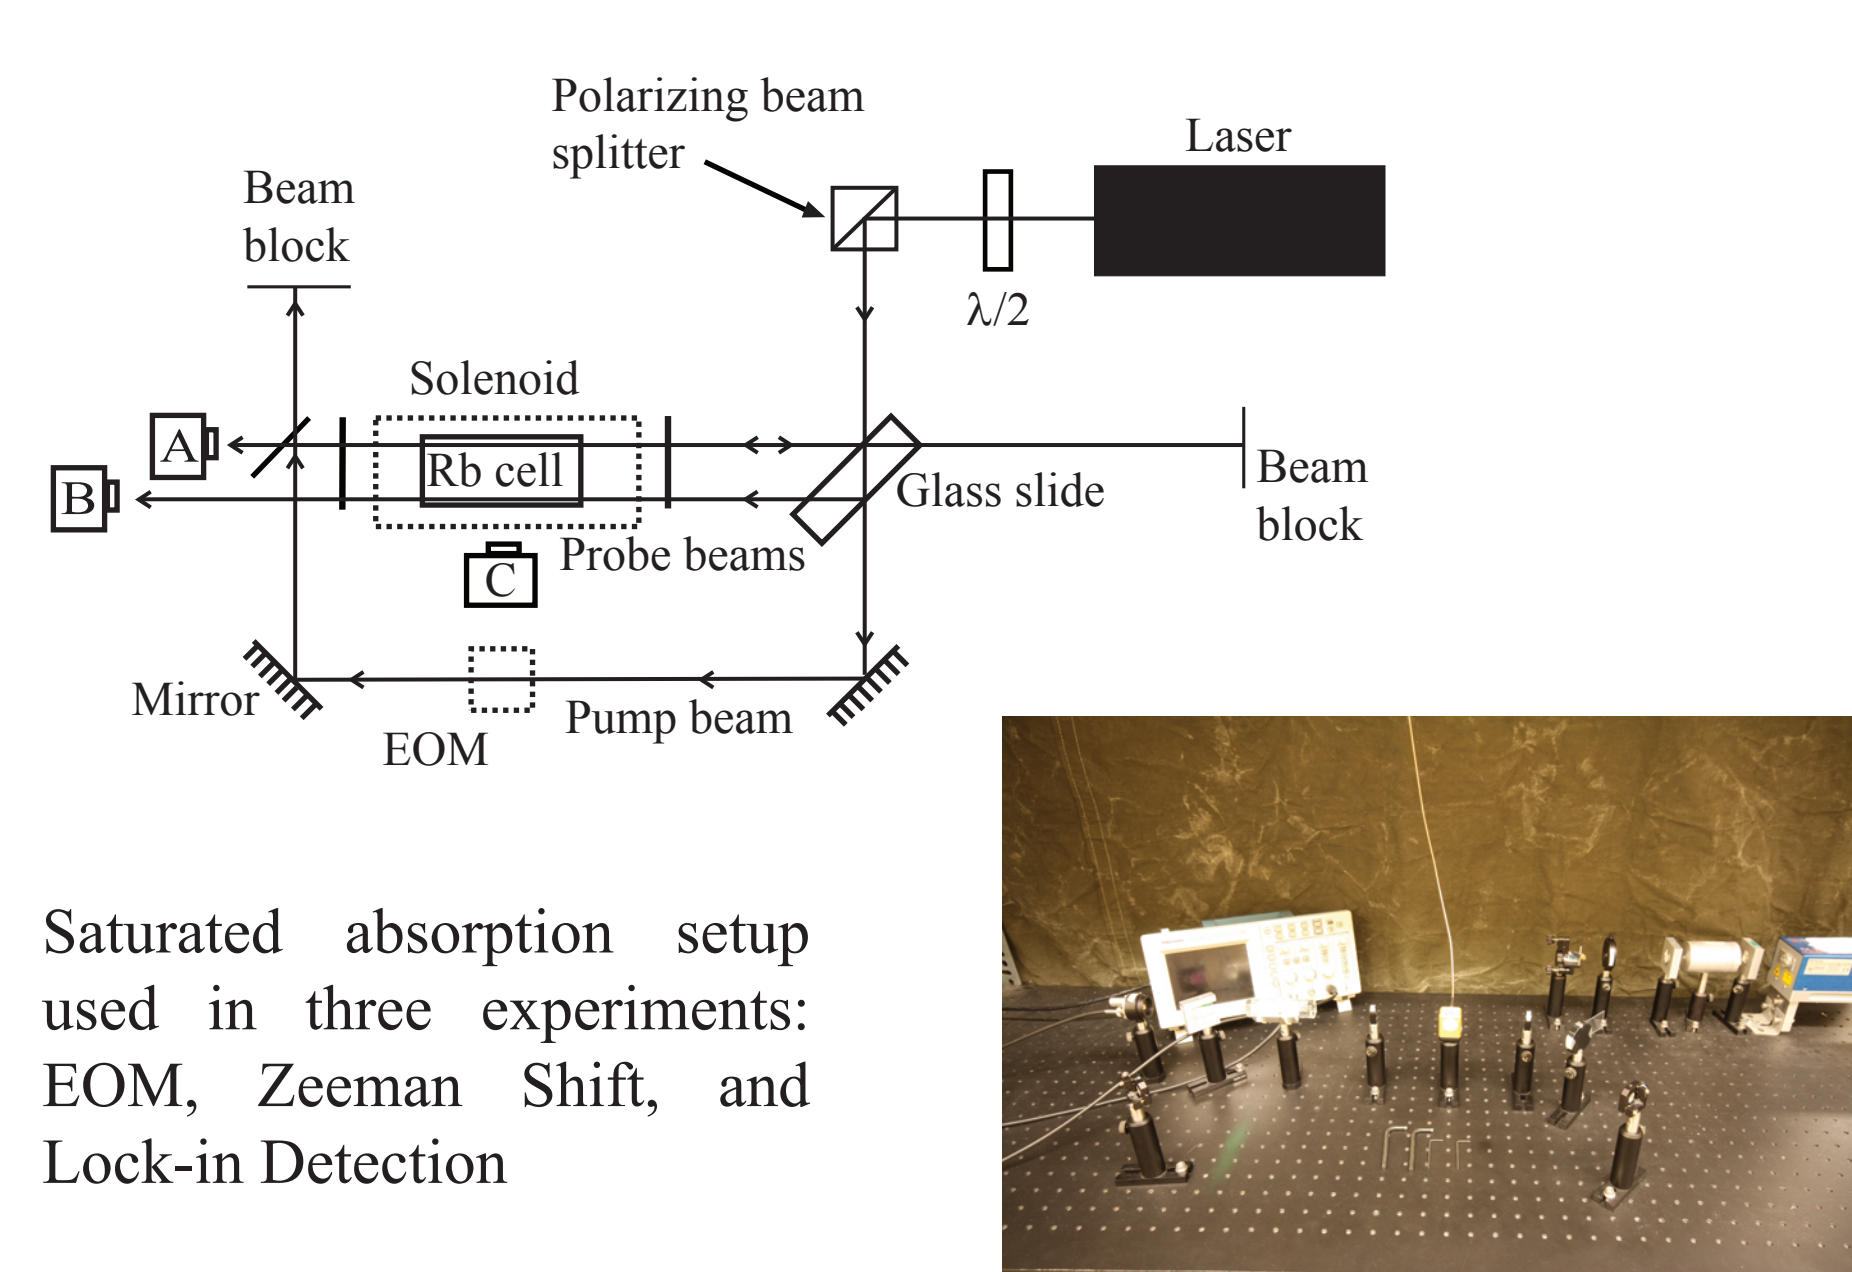 Polarizing beam
splitter
Laser
Beam
block
λ/2
Solenoid
A
Rb cell
B
Glass slide
Beam
block
Probe beams
C
Mirror
Pump beam
EOM
Saturated absorption setup
used in three experiments:
EOM, Zeeman Shift, and
Lock-in Detection